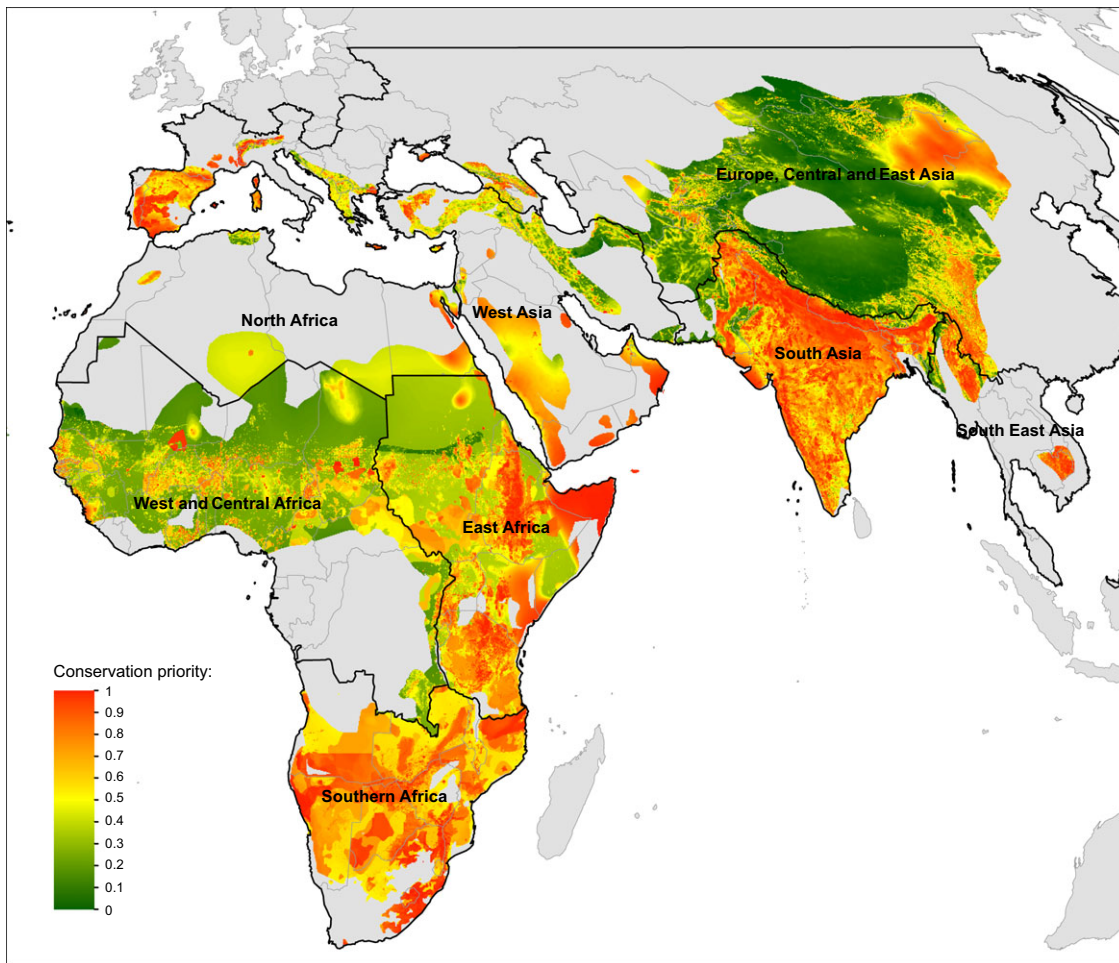 Europe, Central and East Asia
North Africa
West Asia
South Asia
South East Asia
West and Central Africa
East Africa
Southern Africa
Conservation priority:
1
0.9
0.8
0.7
0.6
0.5
0.4
0.3
0.2
0.1
0